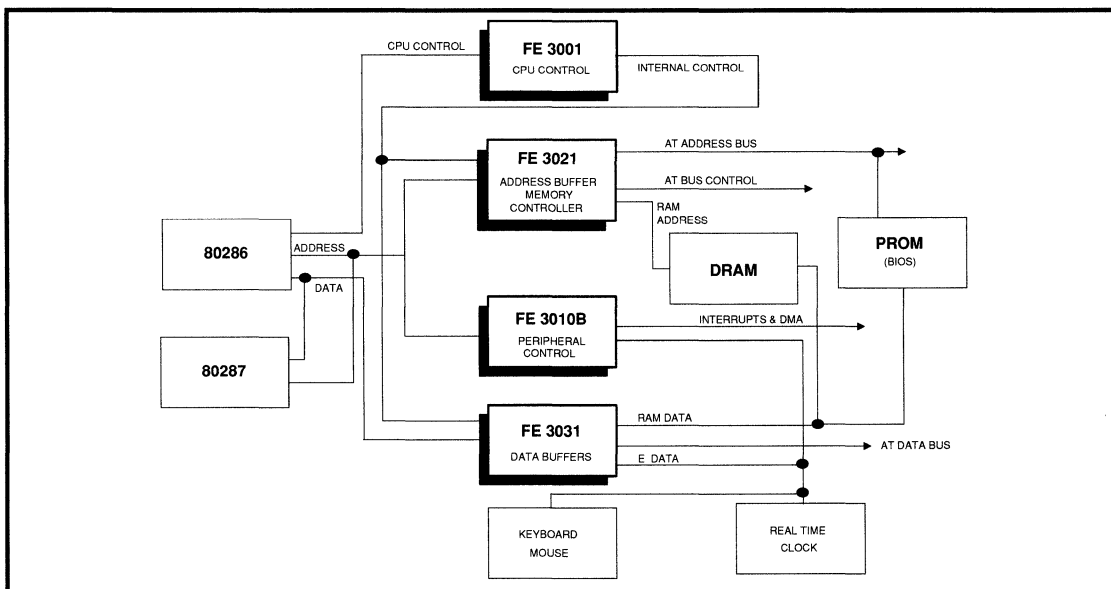 CPU CONTROL
FE 3001
CPU CONTROL
INTERNAL CONTROL
FE 3021
ADDRESS BUFFER
MEMORY
CONTROLLER
AT ADDRESS BUS
AT BUS CONTROL
RAM
ADDRESS
80286
ADDRESS
DATA
DRAM
PROM
(BIOS)
80287
FE 3010B
PERIPHERAL
CONTROL
INTERRUPTS & DMA
FE 3031
DATA BUFFERS
RAM DATA
AT DATA BUS
E DATA
KEYBOARD
MOUSE
REAL TIME
CLOCK